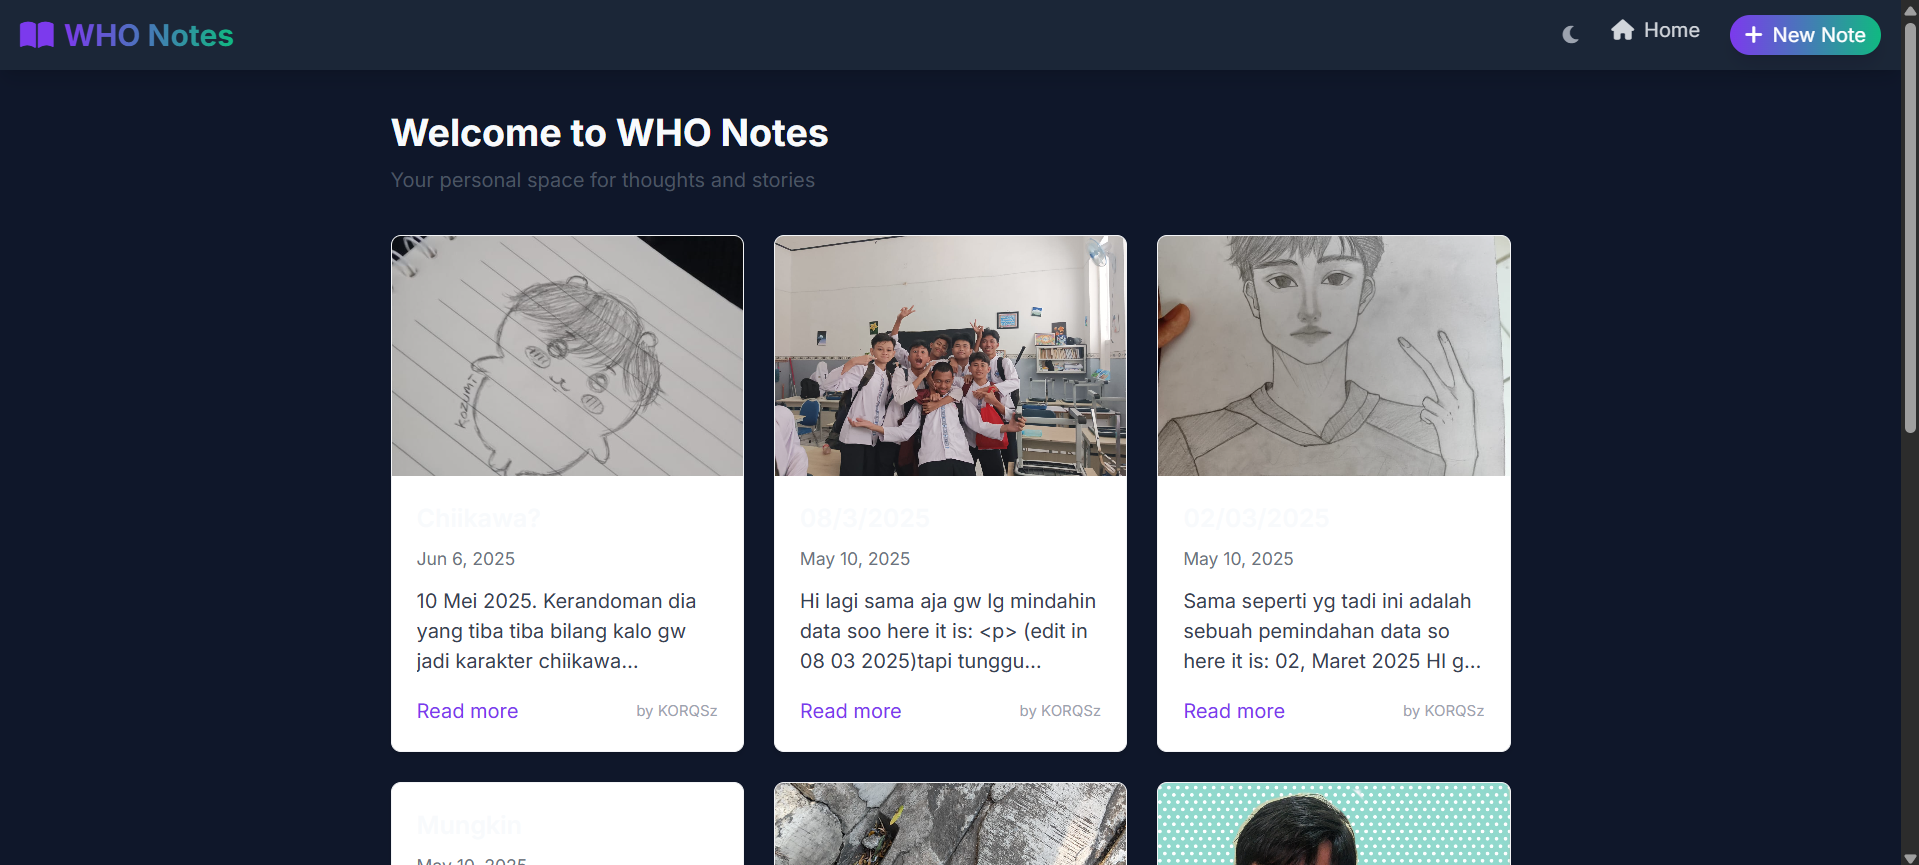 WHO Notes
Home
New Note
Welcome to WHO Notes
Your personal space for thoughts and stories
KOZUMI
Chiikawa?
Jun 6, 2025
10 Mei 2025. Kerandoman dia
yang tiba tiba bilang kalo gw
jadi karakter chiikawa...
Read more
by KORQSz
08/3/2025
May 10, 2025
Hi lagi sama aja gw lg mindahin
data soo here it is: <p> (edit in
08 03 2025)tapi tunggu...
Read more
by KORQSz
02/03/2025
May 10, 2025
Sama seperti yg tadi ini adalah
sebuah pemindahan data so
here it is: 02, Maret 2025 HI g...
Read more
by KORQSz
Mungkin
May 10, 2025